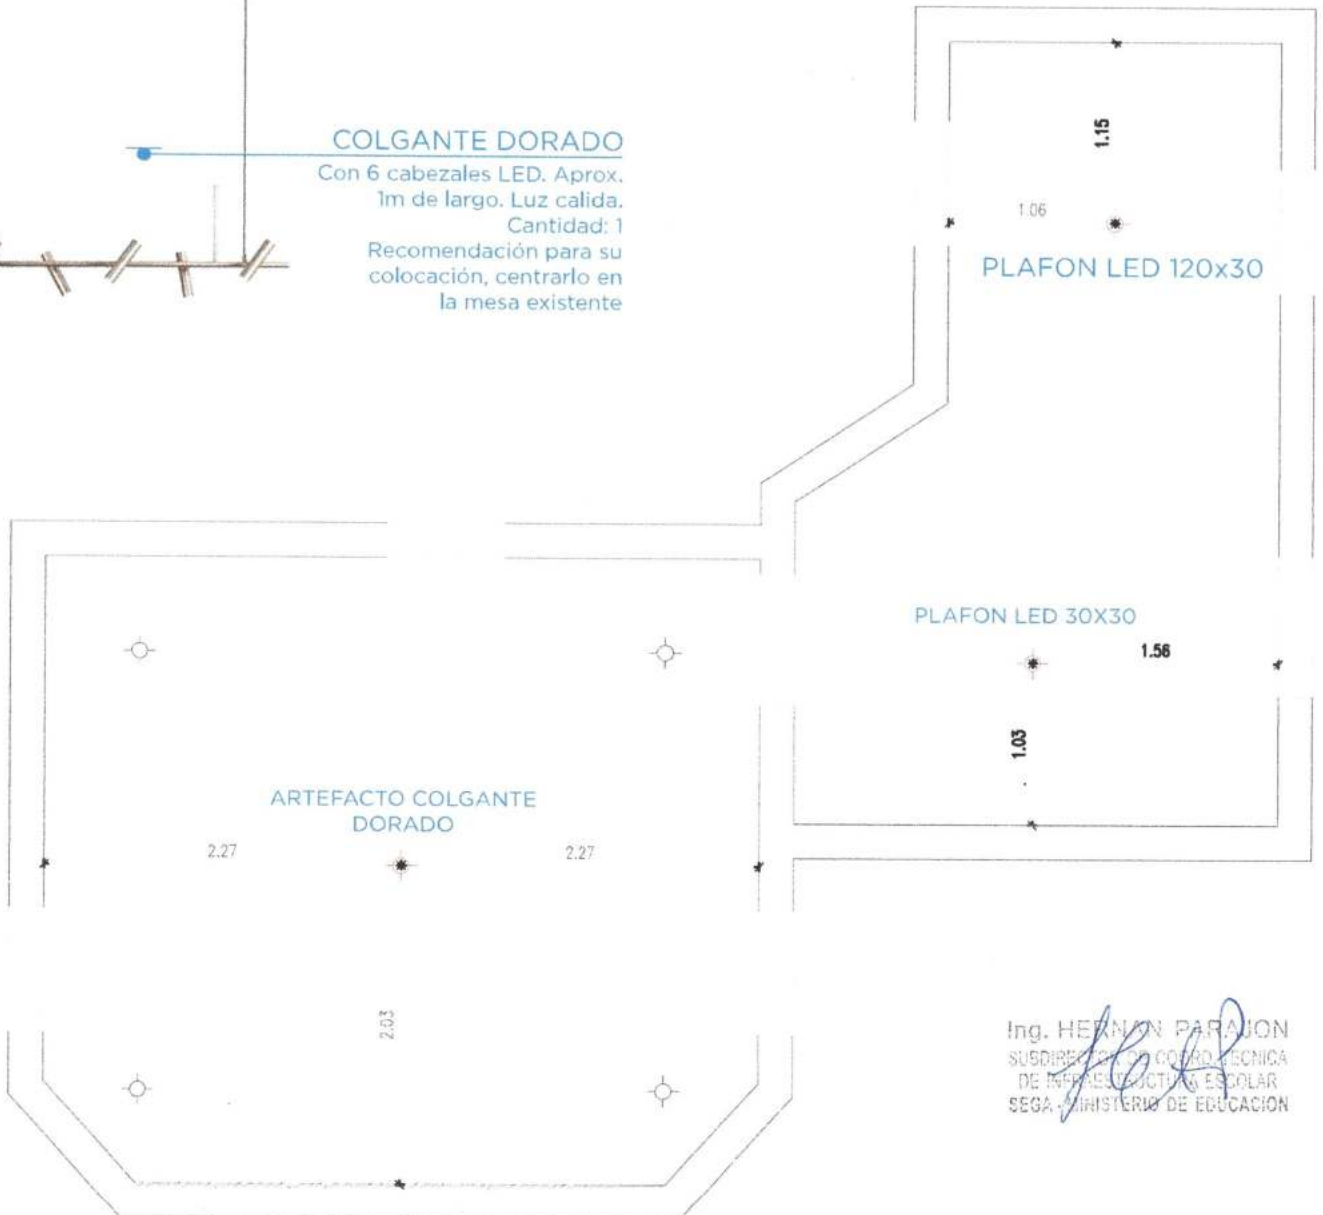 COLGANTE DORADO
Con 6 cabezales LED. Aprox.
1m de largo. Luz calida.
Cantidad: 1
Recomendación para su
colocación, centrarlo en
la mesa existente
1.15
1.06
PLAFON LED 120x30
PLAFON LED 30X30
1.56
1.03
ARTEFACTO COLGANTE
DORADO
2.27
2.27
2.03
Ing. HERNAN PARAJON
SUBDIRECTOR DE COORD. TECNICA
DE INFRAESTRUCTURA ESCOLAR
SEGA - MINISTERIO DE EDUCACION